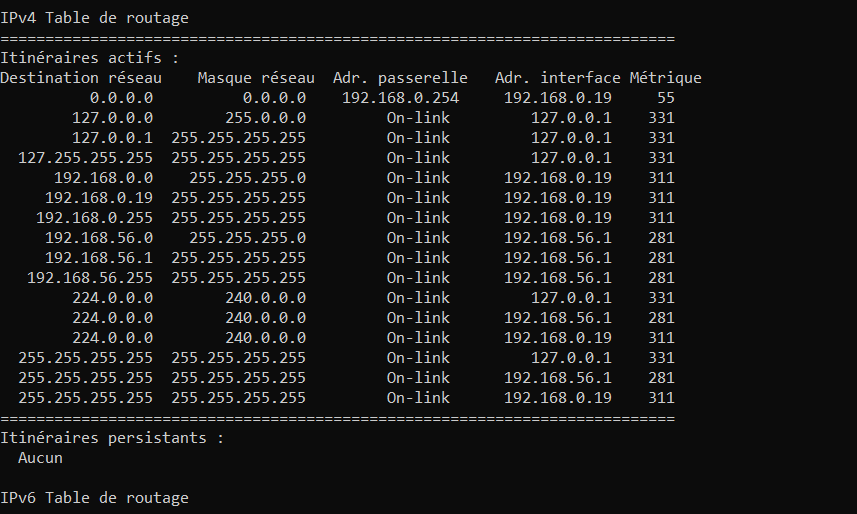 IPv4 Table de routage
===========================================================================
Itinéraires actifs :
Destination réseau    Masque réseau  Adr. passerelle   Adr. interface Métrique
          0.0.0.0          0.0.0.0    192.168.0.254     192.168.0.19     55
        127.0.0.0        255.0.0.0         On-link         127.0.0.1    331
        127.0.0.1  255.255.255.255         On-link         127.0.0.1    331
  127.255.255.255  255.255.255.255         On-link         127.0.0.1    331
      192.168.0.0    255.255.255.0         On-link      192.168.0.19    311
     192.168.0.19  255.255.255.255         On-link      192.168.0.19    311
    192.168.0.255  255.255.255.255         On-link      192.168.0.19    311
     192.168.56.0    255.255.255.0         On-link      192.168.56.1    281
     192.168.56.1  255.255.255.255         On-link      192.168.56.1    281
   192.168.56.255  255.255.255.255         On-link      192.168.56.1    281
        224.0.0.0        240.0.0.0         On-link         127.0.0.1    331
        224.0.0.0        240.0.0.0         On-link      192.168.56.1    281
        224.0.0.0        240.0.0.0         On-link      192.168.0.19    311
  255.255.255.255  255.255.255.255         On-link         127.0.0.1    331
  255.255.255.255  255.255.255.255         On-link      192.168.56.1    281
  255.255.255.255  255.255.255.255         On-link      192.168.0.19    311
===========================================================================
Itinéraires persistants :
  Aucun
IPv6 Table de routage